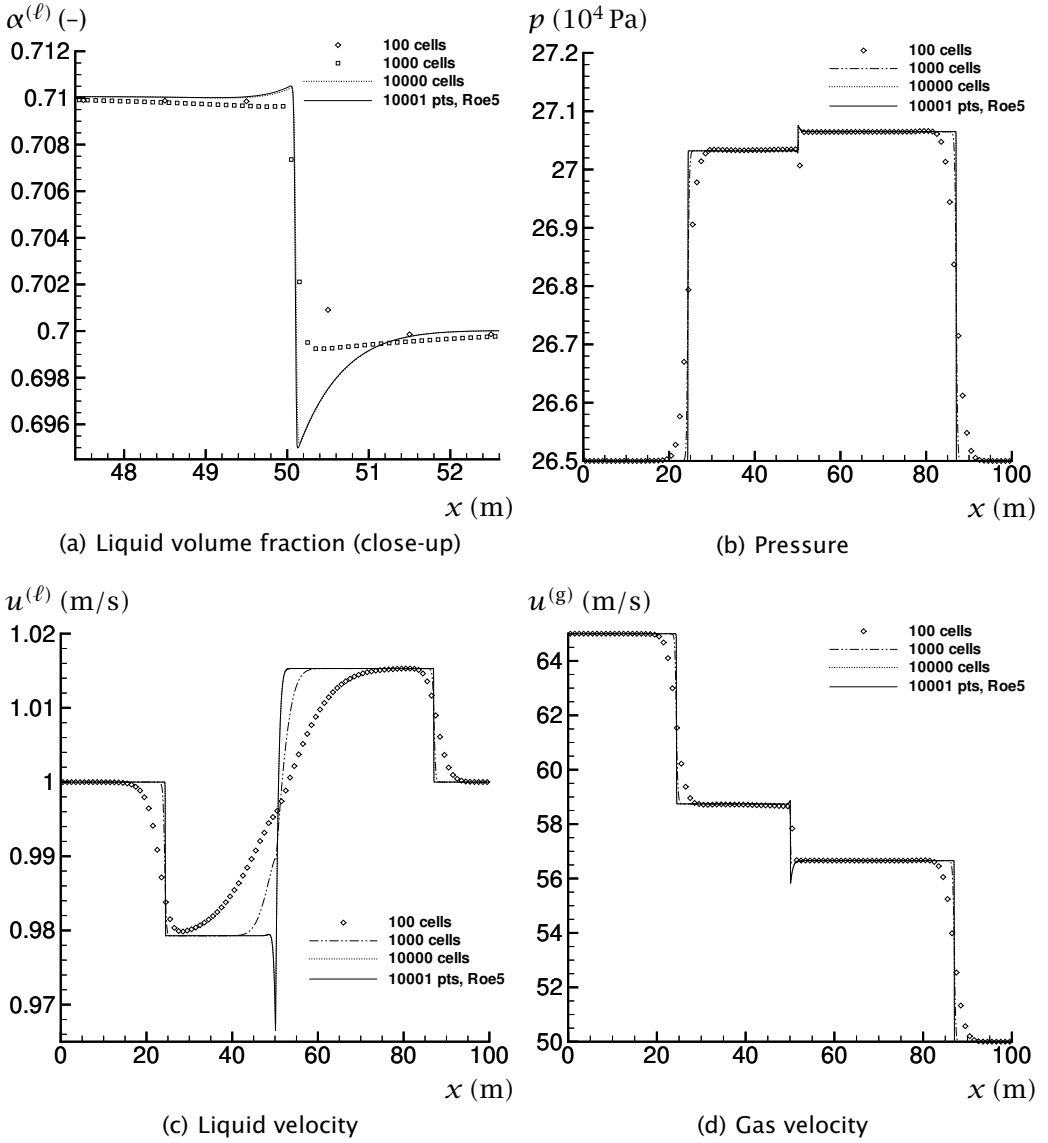 α(ℓ) (–)
0.712
0.71
0.708
0.706
0.704
0.702
0.7
0.698
0.696
48 49 50 51 52
x (m)
100 cells
1000 cells
10000 cells
10001 pts, Roe5
(a) Liquid volume fraction (close-up)
p (10⁴ Pa)
27.2
27.1
27
26.9
26.8
26.7
26.6
26.5
0 20 40 60 80 100
x (m)
100 cells
1000 cells
10000 cells
10001 pts, Roe5
(b) Pressure
u(ℓ) (m/s)
1.02
1.01
1
0.99
0.98
0.97
0 20 40 60 80 100
x (m)
100 cells
1000 cells
10000 cells
10001 pts, Roe5
(c) Liquid velocity
u(g) (m/s)
64
62
60
58
56
54
52
50
0 20 40 60 80 100
x (m)
100 cells
1000 cells
10000 cells
10001 pts, Roe5
(d) Gas velocity